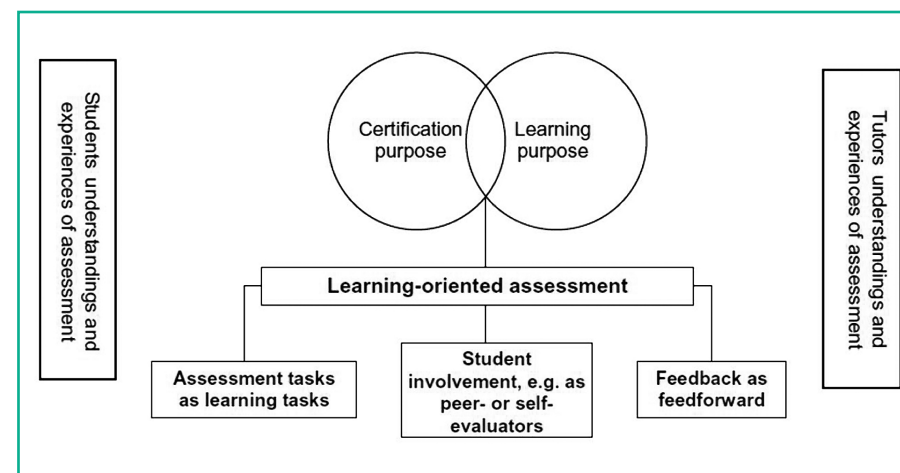 Students understandings and
experiences of assessment
Certification
purpose
Learning
purpose
Tutors understandings and
experiences of assessment
Learning-oriented assessment
Assessment tasks
as learning tasks
Student
involvement, e.g. as
peer- or self-
evaluators
Feedback as
feedforward